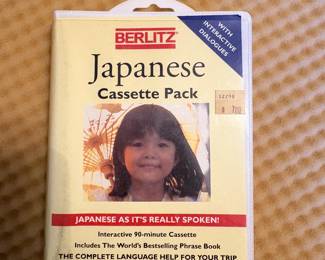 BERLITZ
WITH
INTERACTIVE
DIALOGUES
Japanese
Cassette Pack
JAPANESE AS IT'S REALLY SPOKEN!
Interactive 90-minute Cassette
Includes The World's Bestselling Phrase Book
THE COMPLETE LANGUAGE HELP FOR YOUR TRIP